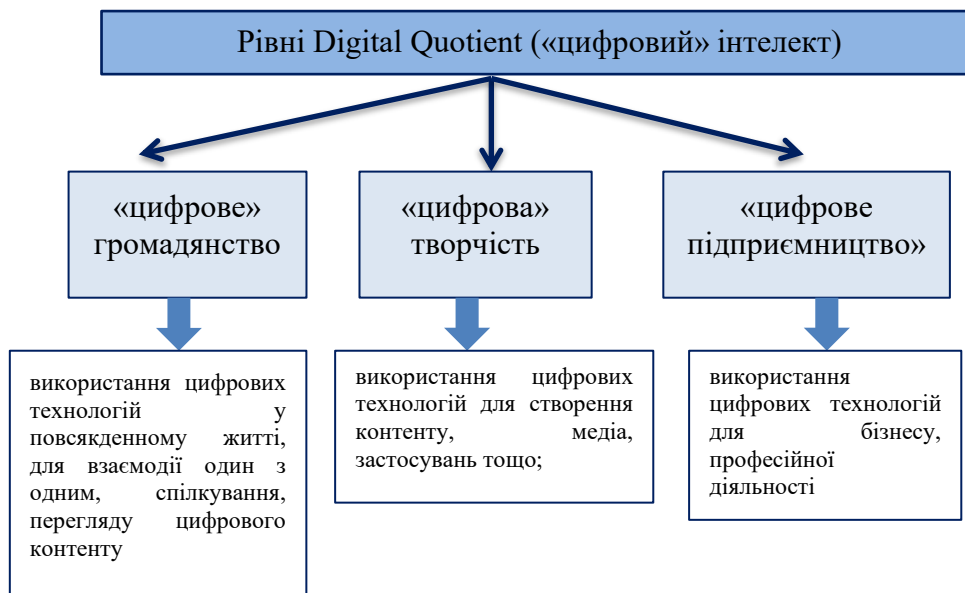 Рівні Digital Quotient («цифровий» інтелект)
«цифрове»
громадянство
«цифрова»
творчість
«цифрове
підприємництво»
використання цифрових
технологій у
повсякденному житті,
для взаємодії один з
одним, спілкування,
перегляду цифрового
контенту
використання цифрових
технологій для створення
контенту, медіа,
застосувань тощо;
використання
цифрових технологій
для бізнесу,
професійної
діяльності